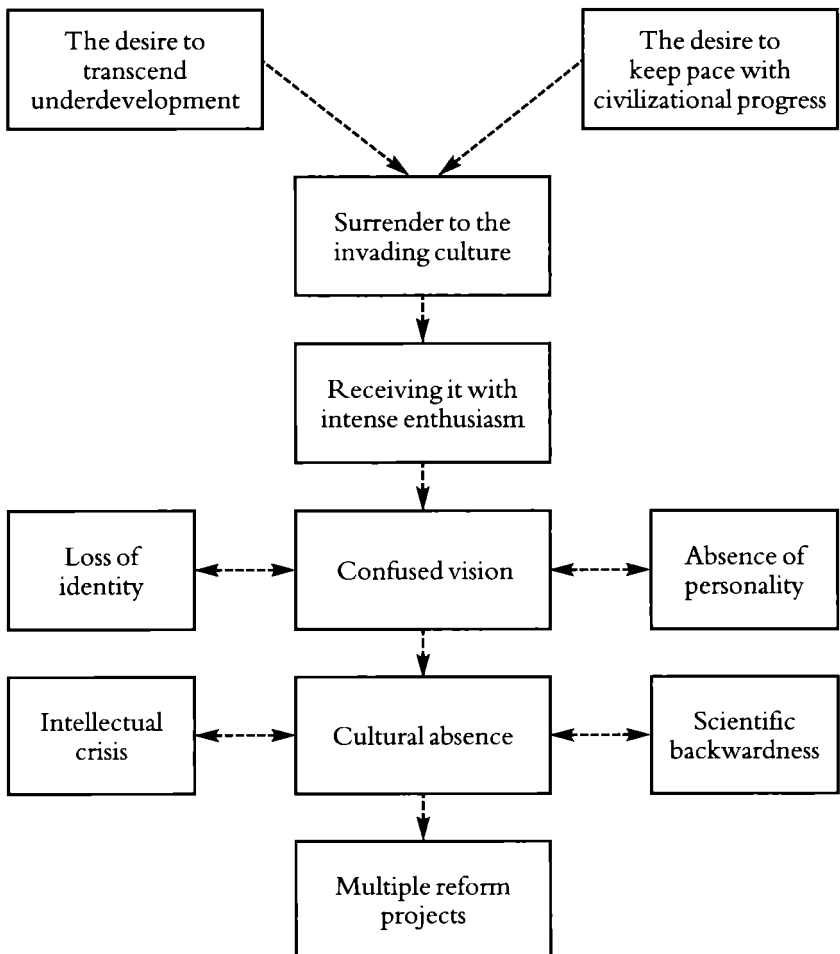 The desire to
transcend
underdevelopment
The desire to
keep pace with
civilizational progress
Surrender to the
invading culture
Receiving it with
intense enthusiasm
Loss of
identity
Confused vision
Absence of
personality
Intellectual
crisis
Cultural absence
Scientific
backwardness
Multiple reform
projects